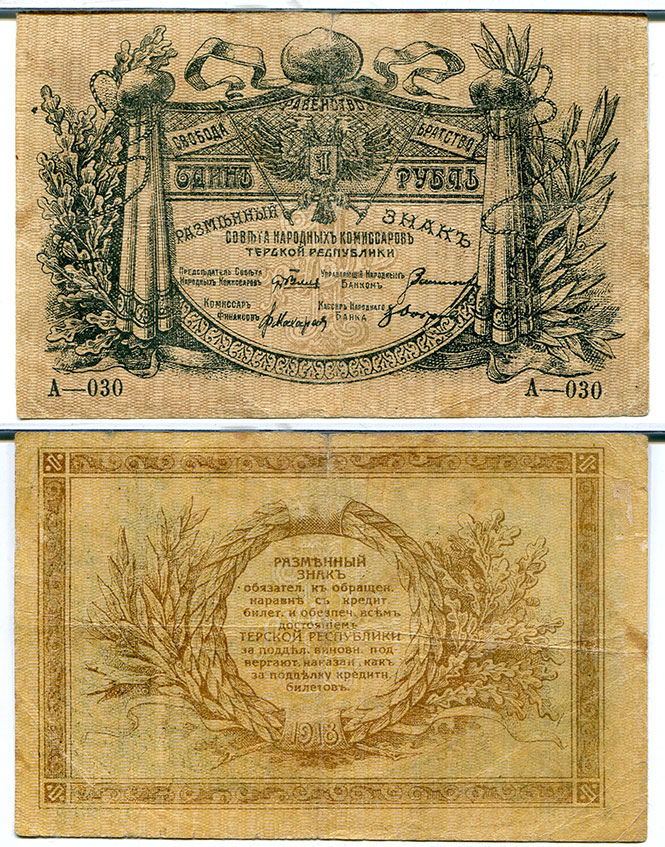 РАВЕНСТВО
СВОБОДА БРАТСТВО
1
ОДИНЪ РУБЛЬ
РАЗМѢННЫЙ ЗНАКЪ
СОВѢТА НАРОДНЫХЪ КОМИССАРОВЪ
ТЕРСКОЙ РЕСПУБЛИКИ
Предсѣдатель Совѣта Народныхъ Комиссаровъ
Управляющій Народнымъ Банкомъ
Комиссар Финансовъ
Кассиръ Народнаго Банка
А—030 А—030
РАЗМѢННЫЙ
ЗНАКЪ
обязател. къ обращен.
наравнѣ съ кредит
билет. и обезпеч. всѣмъ
достояніемъ
ТЕРСКОЙ РЕСПУБЛИКИ
за поддѣл. виновн. под
вергают. наказан. какъ
за поддѣлку кредитн.
билетовъ.
1918